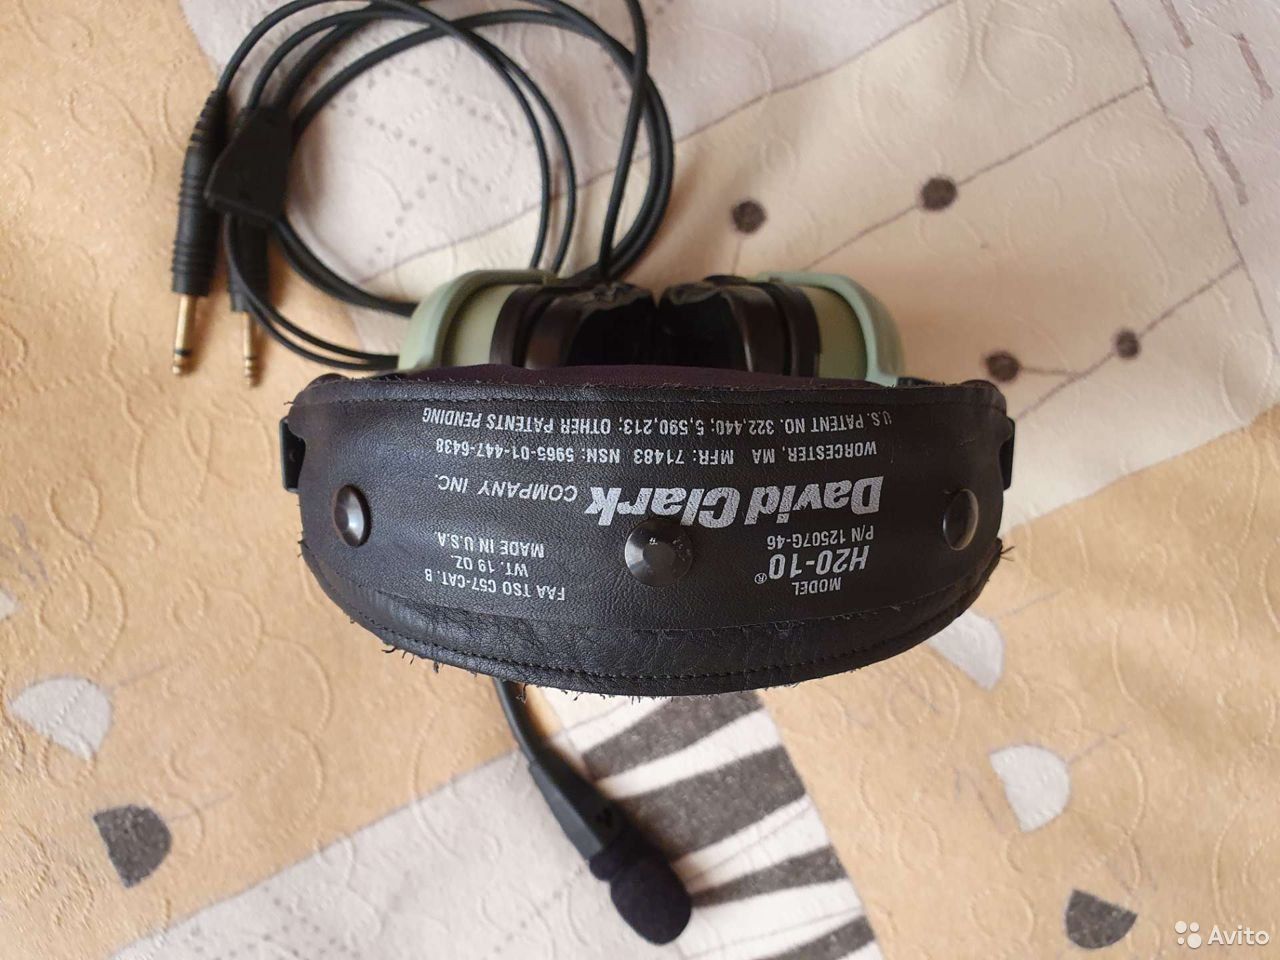 MODEL
H20-10®
P/N 12507G-46
FAA TSO C57-CAT. B
WT. 19 OZ.
MADE IN U.S.A
David Clark COMPANY INC.
WORCESTER, MA MFR: 71483 NSN: 5965-01-447-6438
U.S. PATENT NO. 322,440; 5,590,213; OTHER PATENTS PENDING
Avito